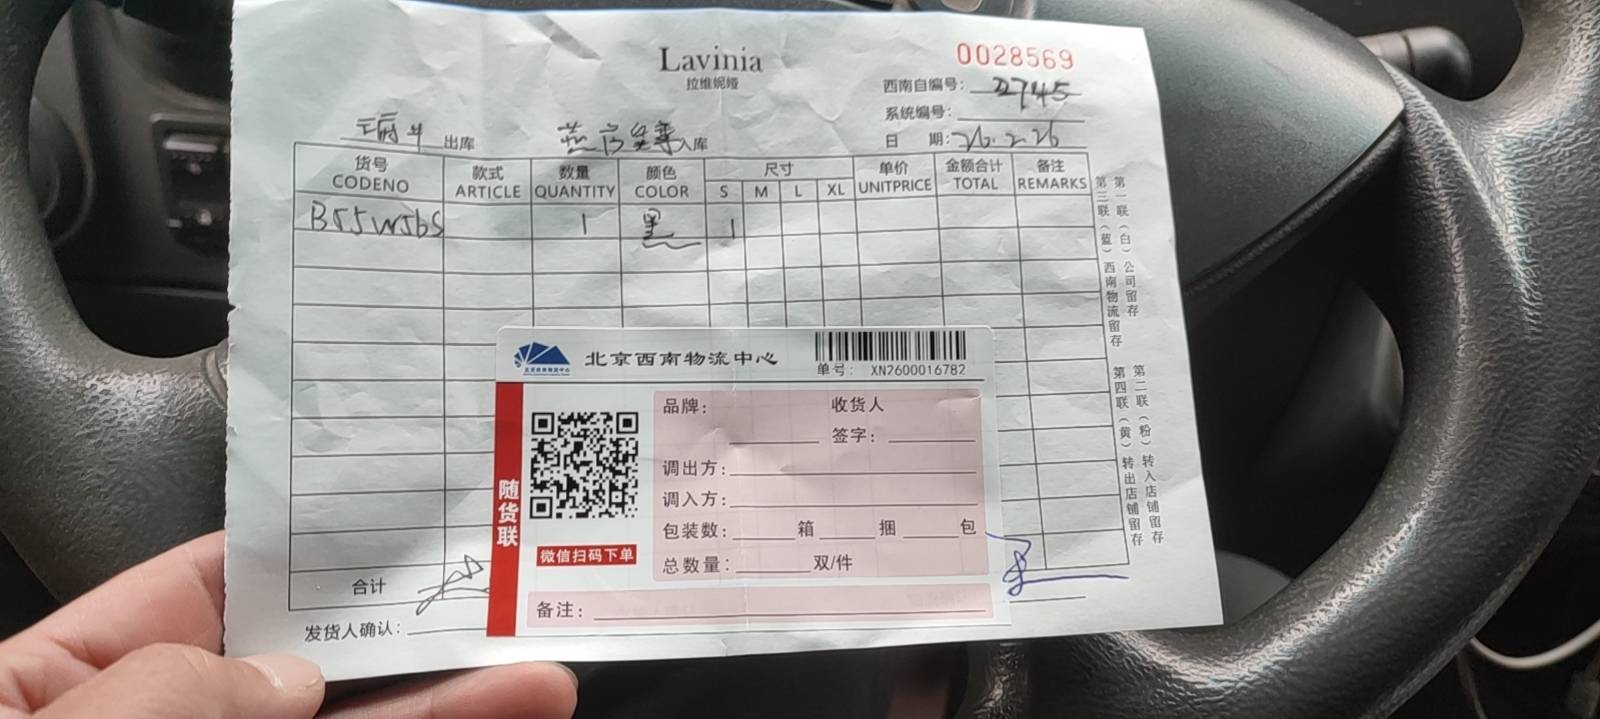 Lavinia
拉维妮娅
0028569
西南自编号: 2745
系统编号:
日 期: 26.2.26
出库
入库
货号 款式 数量 颜色 尺寸 单价 金额合计 备注
CODENO ARTICLE QUANTITY COLOR S M L XL UNITPRICE TOTAL REMARKS
B55W5bS 1 黑 1
合计
发货人确认:
第一联(白)公司留存
第二联(粉)转入店铺留存
第三联(蓝)西南物流留存
第四联(黄)转出店铺留存
北京西南物流中心
单号: XN2600016782
随货联
微信扫码下单
品牌: 收货人
签字:
调出方:
调入方:
包装数: 箱 捆 包
总数量: 双/件
备注: